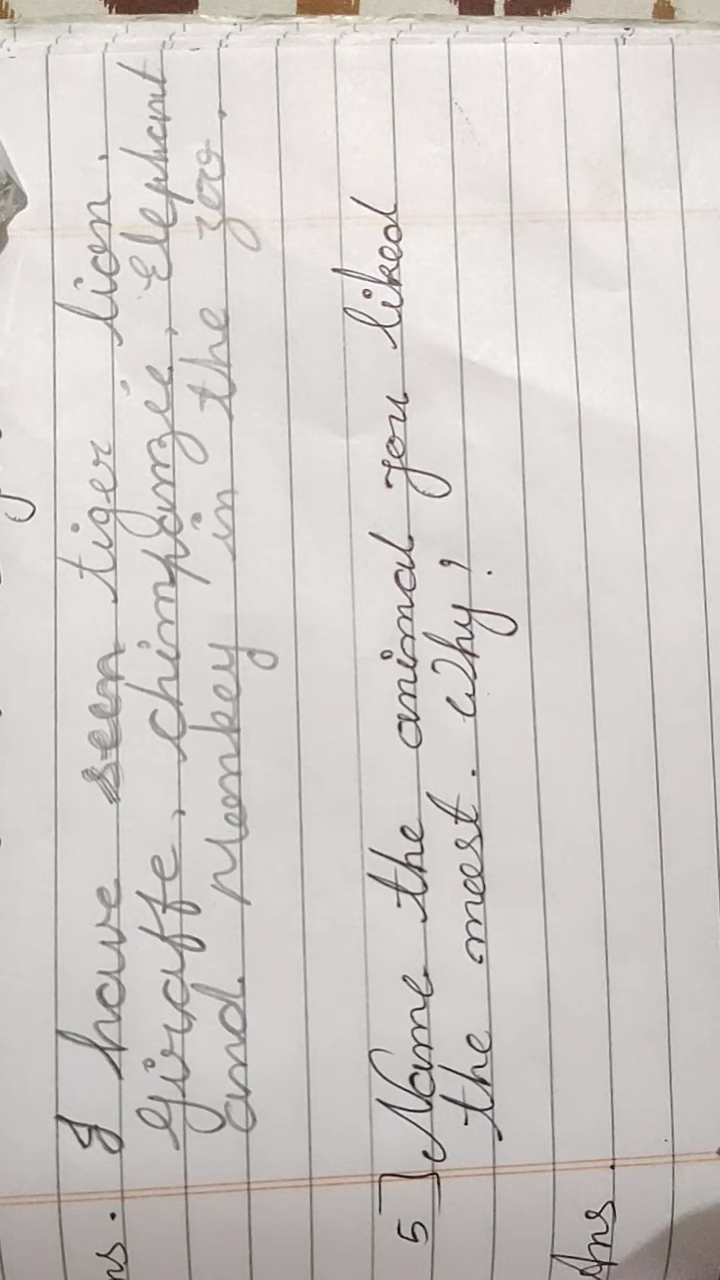 ns. I have seen tiger, lion,
Giraffe, chimpanzie, Elephant
and Monkey in the zoo.
5] Name the animal you liked
the most. Why?
Ans.